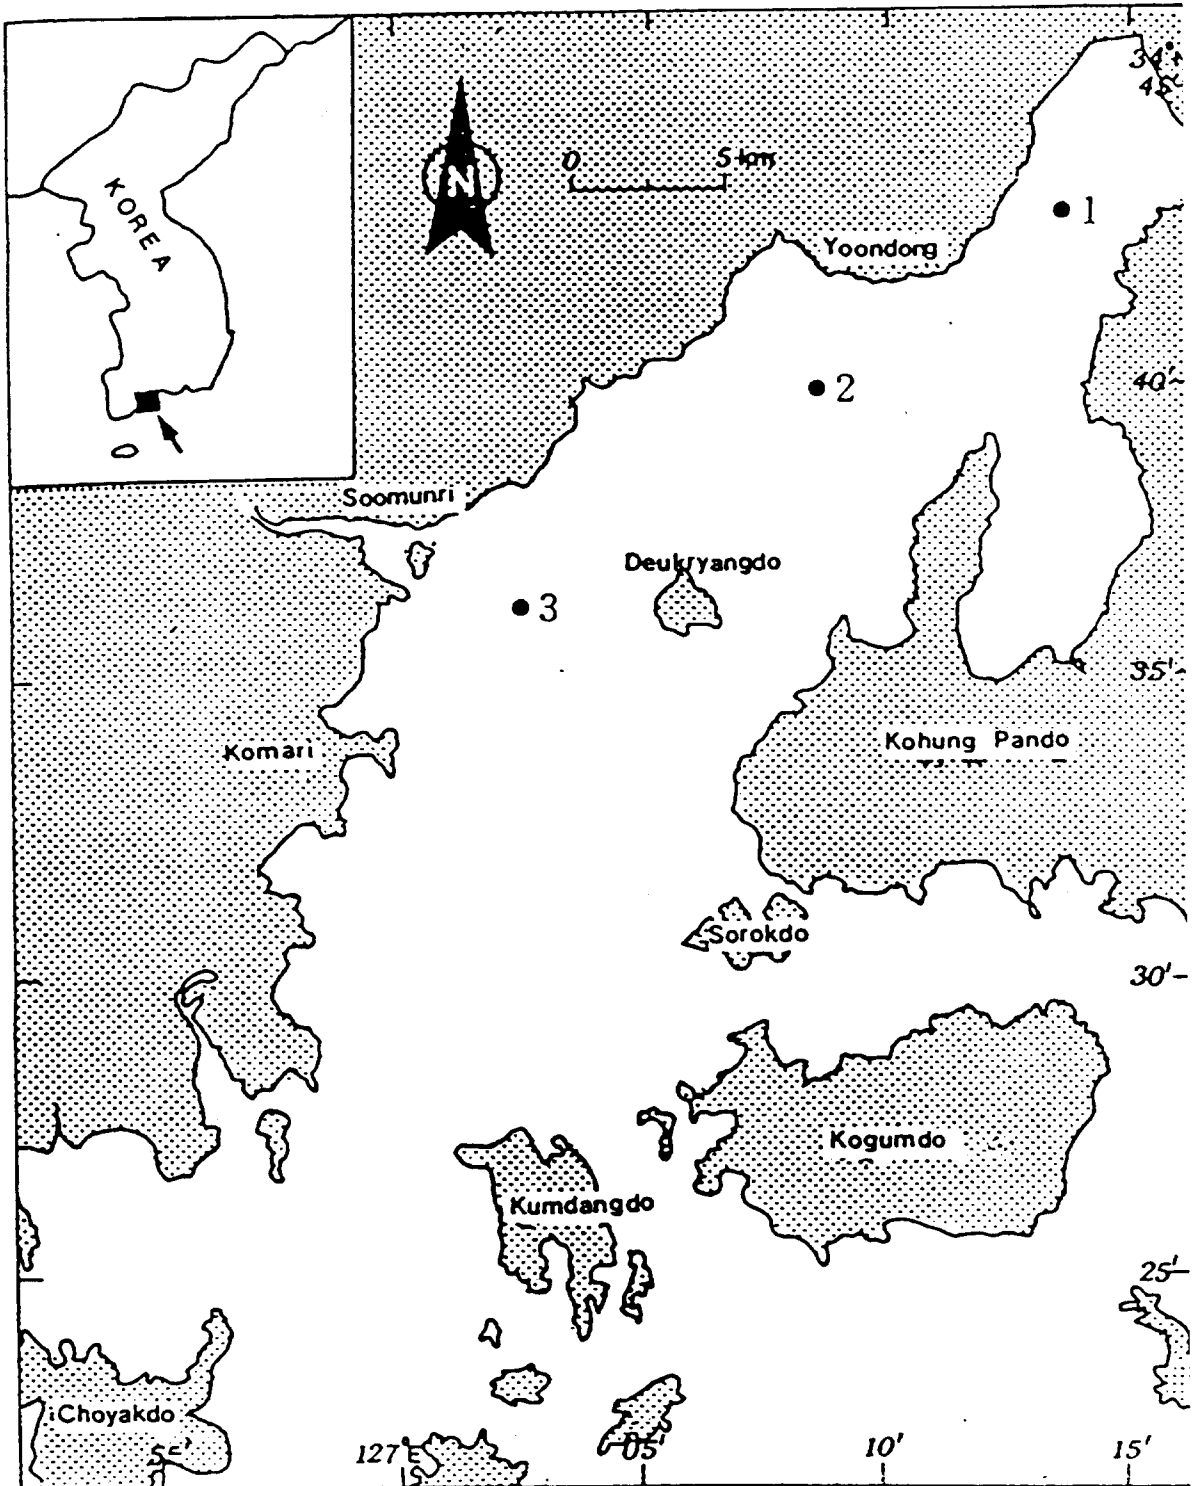 KOREA
N
0 5 km
34°+
45'
1
Yoondong
2
40'
Soomunri
Deukryangdo
3
35'
Komari
Kohung Pando
Sorokdo
30'
Kogumdo
Kumdangdo
25'
Choyakdo
55' 127° E 05' 10' 15'